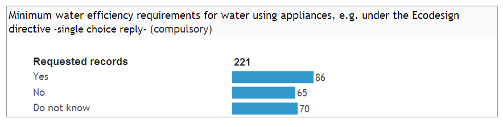 Minimum water efficiency requirements for water using appliances, e.g. under the Ecodesign
directive -single choice reply- (compulsory)
Requested records 221
Yes 86
No 65
Do not know 70